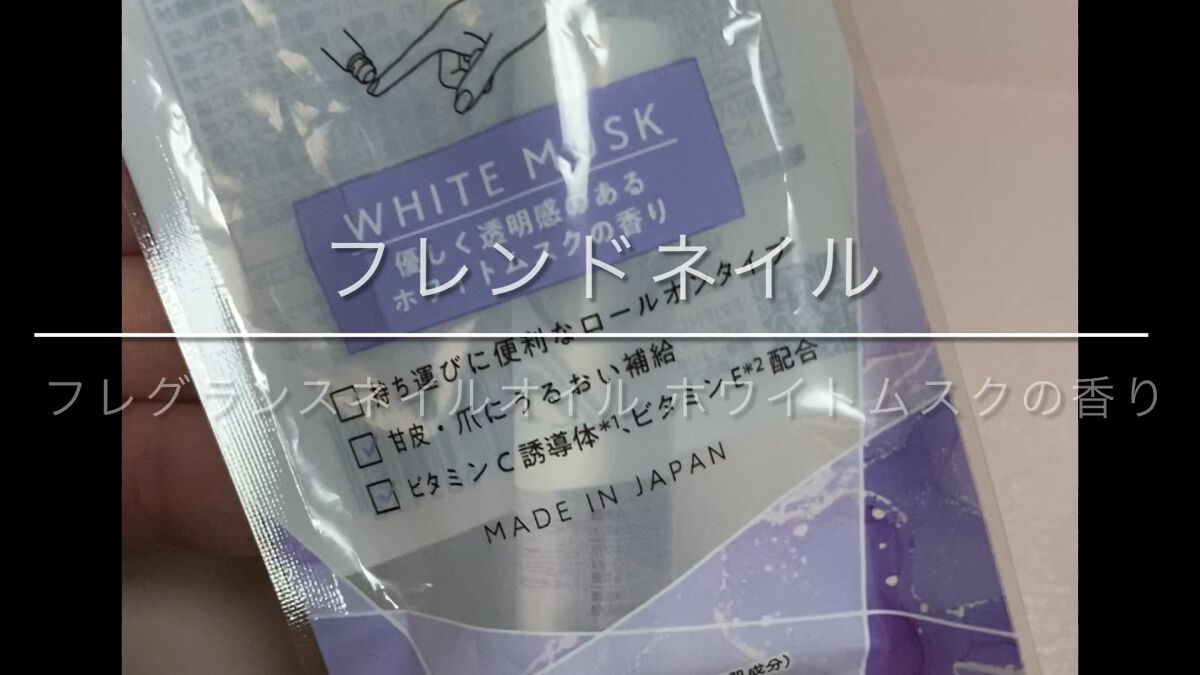 WHITE MUSK
優しく透明感のある
ホワイトムスクの香り
フレンドネイル
持ち運びに便利なロールオンタイプ
フレグランスネイルオイル ホワイトムスクの香り
甘皮・爪にうるおい補給
ビタミンC誘導体*1、ビタミンE*2配合
MADE IN JAPAN
肌成分)